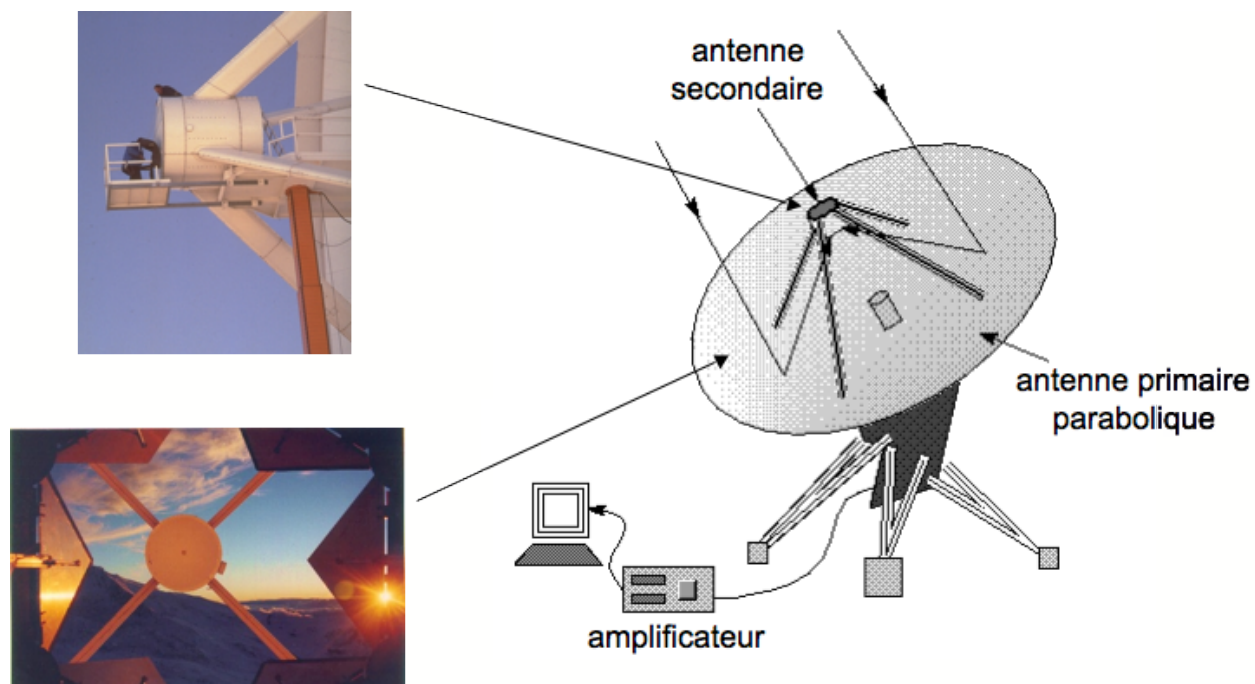 antenne
secondaire
antenne primaire
parabolique
amplificateur